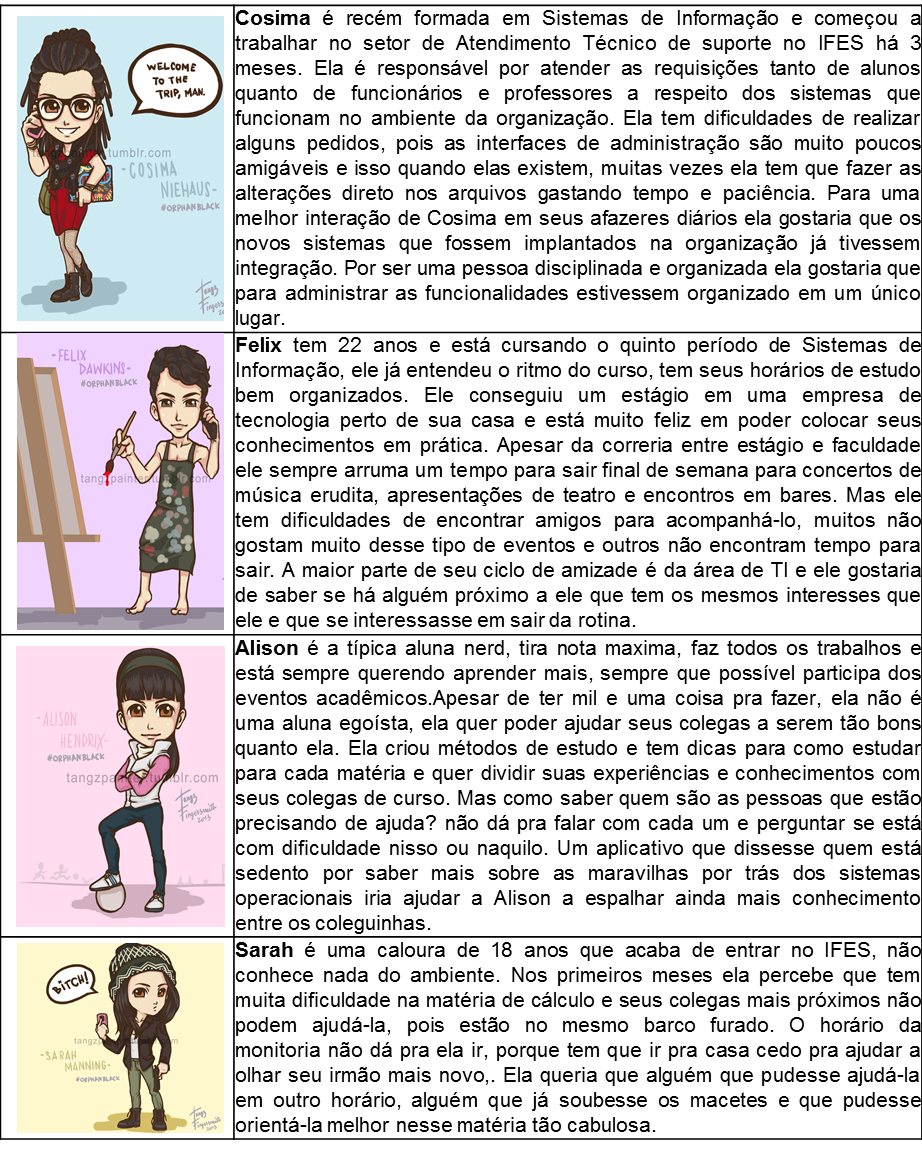 WELCOME
TO THE
TRIP, MAN.
tumblr.com
-COSIMA
NIEHAUS-
#ORPHANBLACK
Tangz
Fingers
Cosima é recém formada em Sistemas de Informação e começou a
trabalhar no setor de Atendimento Técnico de suporte no IFES há 3
meses. Ela é responsável por atender as requisições tanto de alunos
quanto de funcionários e professores a respeito dos sistemas que
funcionam no ambiente da organização. Ela tem dificuldades de realizar
alguns pedidos, pois as interfaces de administração são muito poucos
amigáveis e isso quando elas existem, muitas vezes ela tem que fazer as
alterações direto nos arquivos gastando tempo e paciência. Para uma
melhor interação de Cosima em seus afazeres diários ela gostaria que os
novos sistemas que fossem implantados na organização já tivessem
integração. Por ser uma pessoa disciplinada e organizada ela gostaria que
para administrar as funcionalidades estivessem organizado em um único
lugar.
-FELIX
DAWKINS-
#ORPHANBLACK
tangzpainter.tumblr.com
Felix tem 22 anos e está cursando o quinto período de Sistemas de
Informação, ele já entendeu o ritmo do curso, tem seus horários de estudo
bem organizados. Ele conseguiu um estágio em uma empresa de
tecnologia perto de sua casa e está muito feliz em poder colocar seus
conhecimentos em prática. Apesar da correria entre estágio e faculdade
ele sempre arruma um tempo para sair final de semana para concertos de
música erudita, apresentações de teatro e encontros em bares. Mas ele
tem dificuldades de encontrar amigos para acompanhá-lo, muitos não
gostam muito desse tipo de eventos e outros não encontram tempo para
sair. A maior parte de seu ciclo de amizade é da área de TI e ele gostaria
de saber se há alguém próximo a ele que tem os mesmos interesses que
ele e que se interessasse em sair da rotina.
-ALISON
HENDRIX-
#ORPHANBLACK
tangzpainter.tumblr.com
Tangz
Fingersmith
2013
Alison é a típica aluna nerd, tira nota maxima, faz todos os trabalhos e
está sempre querendo aprender mais, sempre que possível participa dos
eventos acadêmicos.Apesar de ter mil e uma coisa pra fazer, ela não é
uma aluna egoísta, ela quer poder ajudar seus colegas a serem tão bons
quanto ela. Ela criou métodos de estudo e tem dicas para como estudar
para cada matéria e quer dividir suas experiências e conhecimentos com
seus colegas de curso. Mas como saber quem são as pessoas que estão
precisando de ajuda? não dá pra falar com cada um e perguntar se está
com dificuldade nisso ou naquilo. Um aplicativo que dissesse quem está
sedento por saber mais sobre as maravilhas por trás dos sistemas
operacionais iria ajudar a Alison a espalhar ainda mais conhecimento
entre os coleguinhas.
BITCH!
-SARAH
MANNING-
#ORPHANBLACK
Tangz
Fingersmith
2013
Sarah é uma caloura de 18 anos que acaba de entrar no IFES, não
conhece nada do ambiente. Nos primeiros meses ela percebe que tem
muita dificuldade na matéria de cálculo e seus colegas mais próximos não
podem ajudá-la, pois estão no mesmo barco furado. O horário da
monitoria não dá pra ela ir, porque tem que ir pra casa cedo pra ajudar a
olhar seu irmão mais novo,. Ela queria que alguém que pudesse ajudá-la
em outro horário, alguém que já soubesse os macetes e que pudesse
orientá-la melhor nesse matéria tão cabulosa.